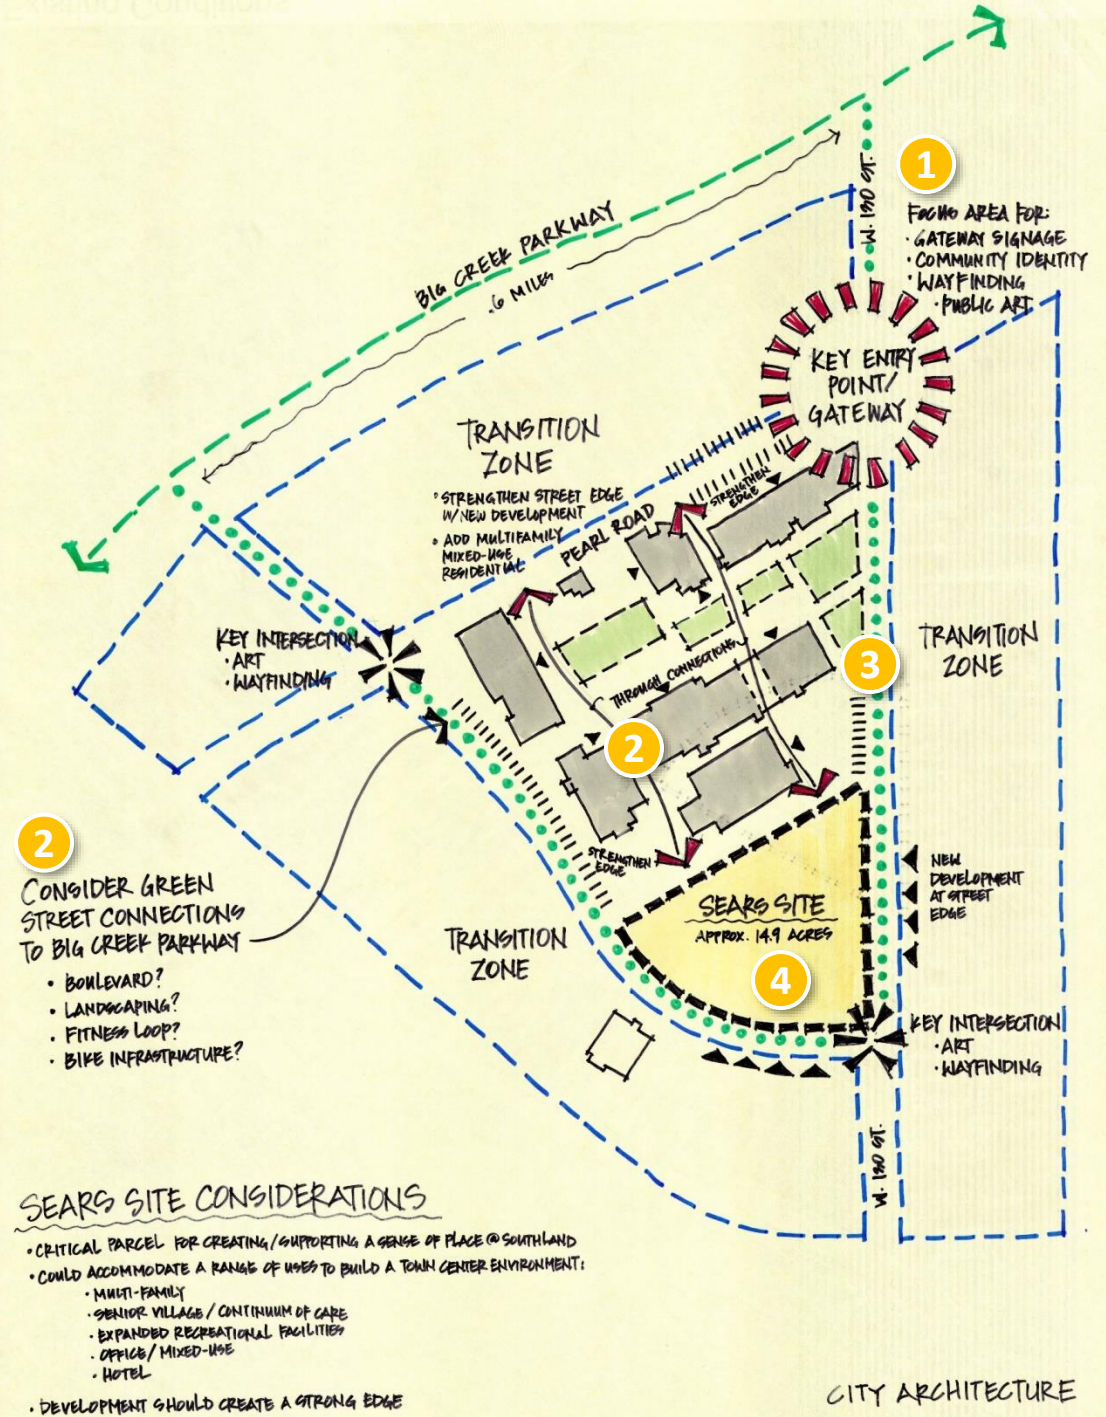 W. 130 ST.
1
FOCUS AREA FOR:
· GATEWAY SIGNAGE
· COMMUNITY IDENTITY
· WAYFINDING
· PUBLIC ART
BIG CREEK PARKWAY
.6 MILES
KEY ENTRY
POINT/
GATEWAY
TRANSITION
ZONE
• STRENGTHEN STREET EDGE
W/NEW DEVELOPMENT
• ADD MULTIFAMILY
MIXED-USE
RESIDENTIAL
PEARL ROAD
STRENGTHEN
EDGE
KEY INTERSECTION
· ART
· WAYFINDING
THROUGH CONNECTIONS
TRANSITION
ZONE
3
2
2
CONSIDER GREEN
STREET CONNECTIONS
TO BIG CREEK PARKWAY
• BOULEVARD?
• LANDSCAPING?
• FITNESS LOOP?
• BIKE INFRASTRUCTURE?
STRENGTHEN
EDGE
SEARS SITE
APPROX. 14.9 ACRES
4
NEW
DEVELOPMENT
AT STREET
EDGE
TRANSITION
ZONE
KEY INTERSECTION
· ART
· WAYFINDING
W. 130 ST.
SEARS SITE CONSIDERATIONS
• CRITICAL PARCEL FOR CREATING/SUPPORTING A SENSE OF PLACE @ SOUTHLAND
• COULD ACCOMMODATE A RANGE OF USES TO BUILD A TOWN CENTER ENVIRONMENT:
· MULTI-FAMILY
· SENIOR VILLAGE / CONTINUUM OF CARE
· EXPANDED RECREATIONAL FACILITIES
· OFFICE/ MIXED-USE
· HOTEL
• DEVELOPMENT SHOULD CREATE A STRONG EDGE
CITY ARCHITECTURE